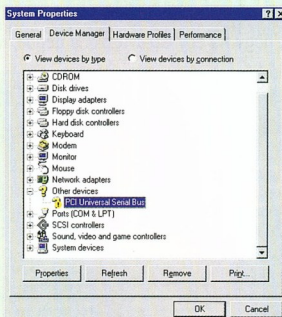 System Properties
General Device Manager Hardware Profiles Performance
View devices by type View devices by connection
CDROM
Disk drives
Display adapters
Floppy disk controllers
Hard disk controllers
Keyboard
Modem
Monitor
Mouse
Network adapters
Other devices
PCI Universal Serial Bus
Ports (COM & LPT)
SCSI controllers
Sound, video and game controllers
System devices
Properties Refresh Remove Print...
OK Cancel